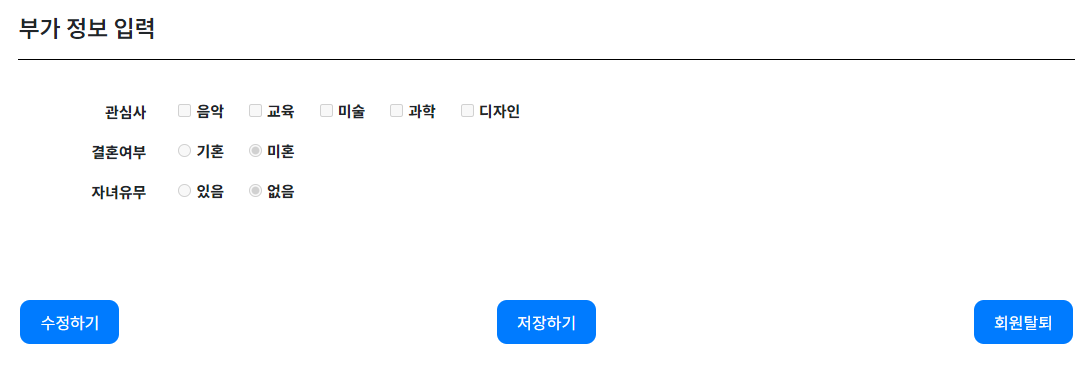 부가 정보 입력
관심사 음악 교육 미술 과학 디자인
결혼여부 기혼 미혼
자녀유무 있음 없음
수정하기 저장하기 회원탈퇴